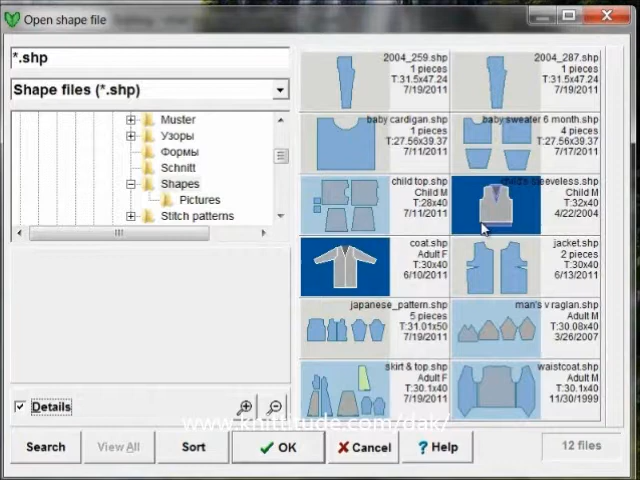 Open shape file
*.shp
Shape files (*.shp)
Muster
Узоры
Формы
Schnitt
Shapes
Pictures
Stitch patterns
2004_259.shp
1 pieces
T:31.5x47.24
7/19/2011
2004_287.shp
1 pieces
T:31.5x47.24
7/19/2011
baby cardigan.shp
1 pieces
T:27.56x39.37
7/11/2011
baby sweater 6 month.shp
4 pieces
T:27.56x39.37
7/17/2011
child top.shp
Child M
T:28x40
7/11/2011
child's sleeveless.shp
Child M
T:32x40
4/22/2004
coat.shp
Adult F
T:30x40
6/10/2011
jacket.shp
2 pieces
T:30x40
6/13/2011
japanese_pattern.shp
5 pieces
T:31.01x50
7/19/2011
man's v raglan.shp
Adult M
T:30.08x40
3/26/2007
skirt & top.shp
Adult F
T:30.1x40
7/19/2011
waistcoat.shp
Adult M
T:30.1x40
11/30/1999
Details
www.knittitude.com/dak/
Search
View All
Sort
OK
Cancel
? Help
12 files